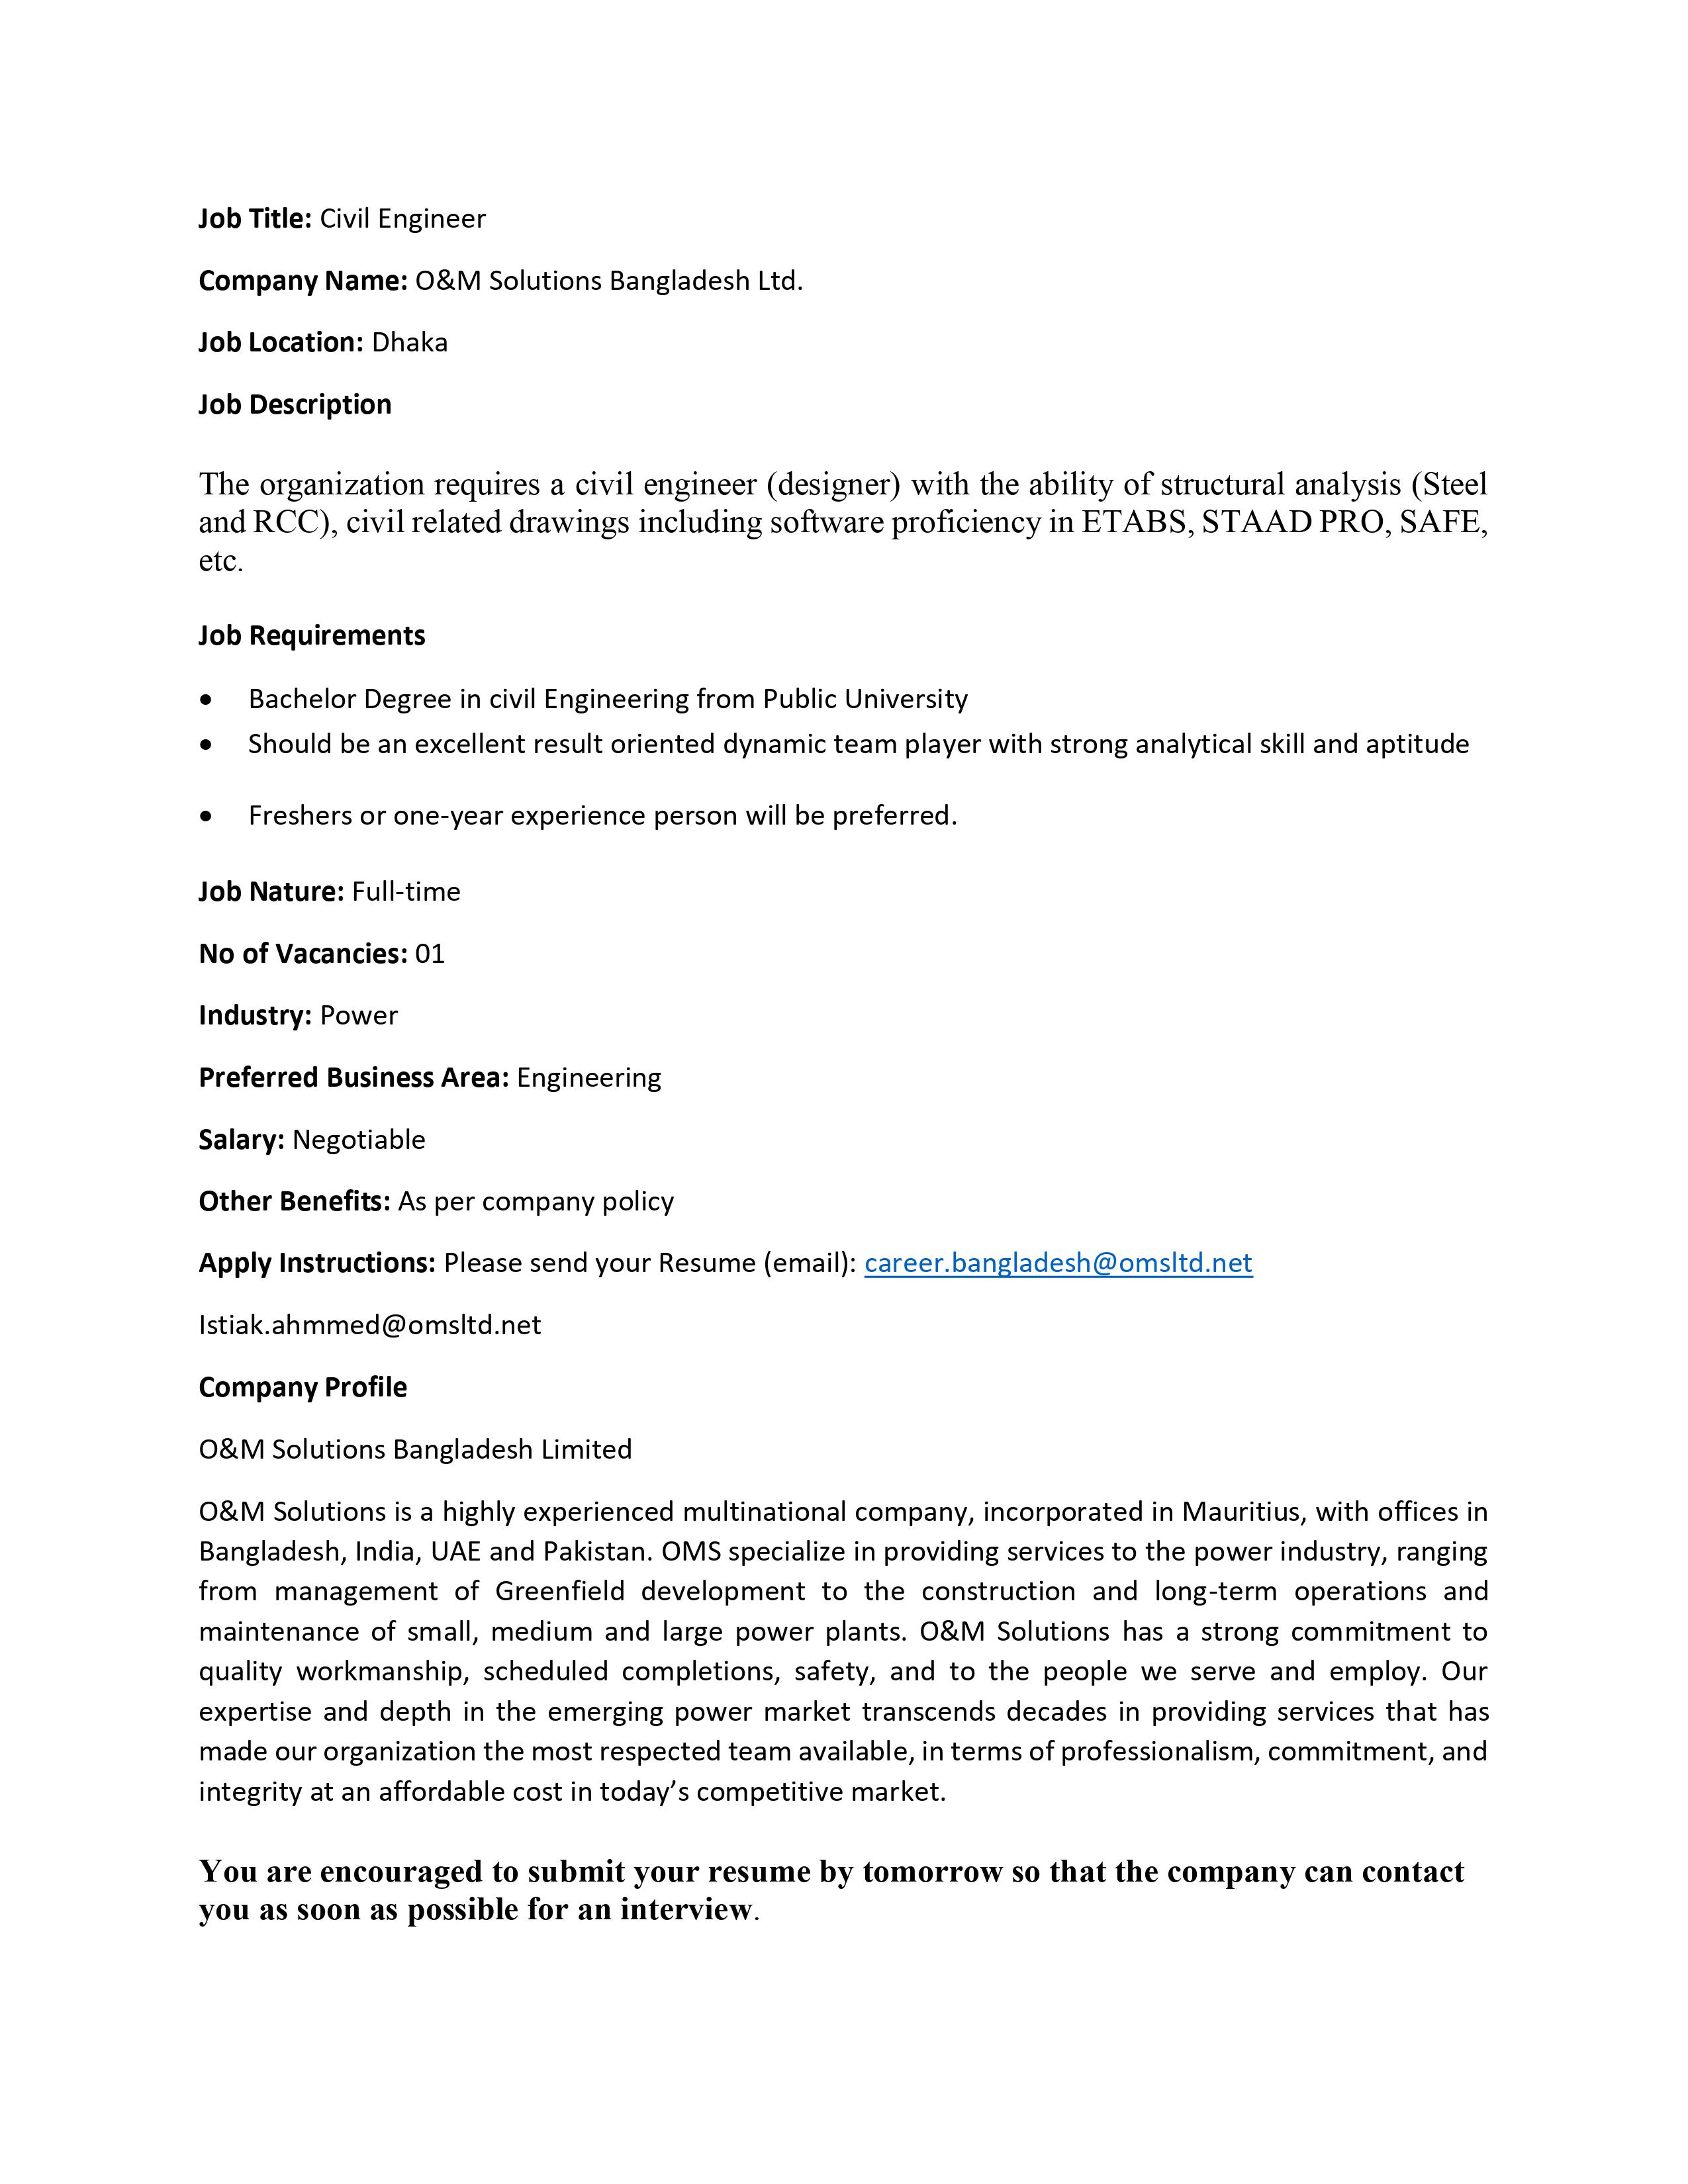 Job Title: Civil Engineer
Company Name: O&M Solutions Bangladesh Ltd.
Job Location: Dhaka
Job Description
The organization requires a civil engineer (designer) with the ability of structural analysis (Steel
and RCC), civil related drawings including software proficiency in ETABS, STAAD PRO, SAFE,
etc.
Job Requirements
• Bachelor Degree in civil Engineering from Public University
• Should be an excellent result oriented dynamic team player with strong analytical skill and aptitude
• Freshers or one-year experience person will be preferred.
Job Nature: Full-time
No of Vacancies: 01
Industry: Power
Preferred Business Area: Engineering
Salary: Negotiable
Other Benefits: As per company policy
Apply Instructions: Please send your Resume (email): career.bangladesh@omsltd.net
Istiak.ahmmed@omsltd.net
Company Profile
O&M Solutions Bangladesh Limited
O&M Solutions is a highly experienced multinational company, incorporated in Mauritius, with offices in
Bangladesh, India, UAE and Pakistan. OMS specialize in providing services to the power industry, ranging
from management of Greenfield development to the construction and long-term operations and
maintenance of small, medium and large power plants. O&M Solutions has a strong commitment to
quality workmanship, scheduled completions, safety, and to the people we serve and employ. Our
expertise and depth in the emerging power market transcends decades in providing services that has
made our organization the most respected team available, in terms of professionalism, commitment, and
integrity at an affordable cost in today’s competitive market.
You are encouraged to submit your resume by tomorrow so that the company can contact
you as soon as possible for an interview.